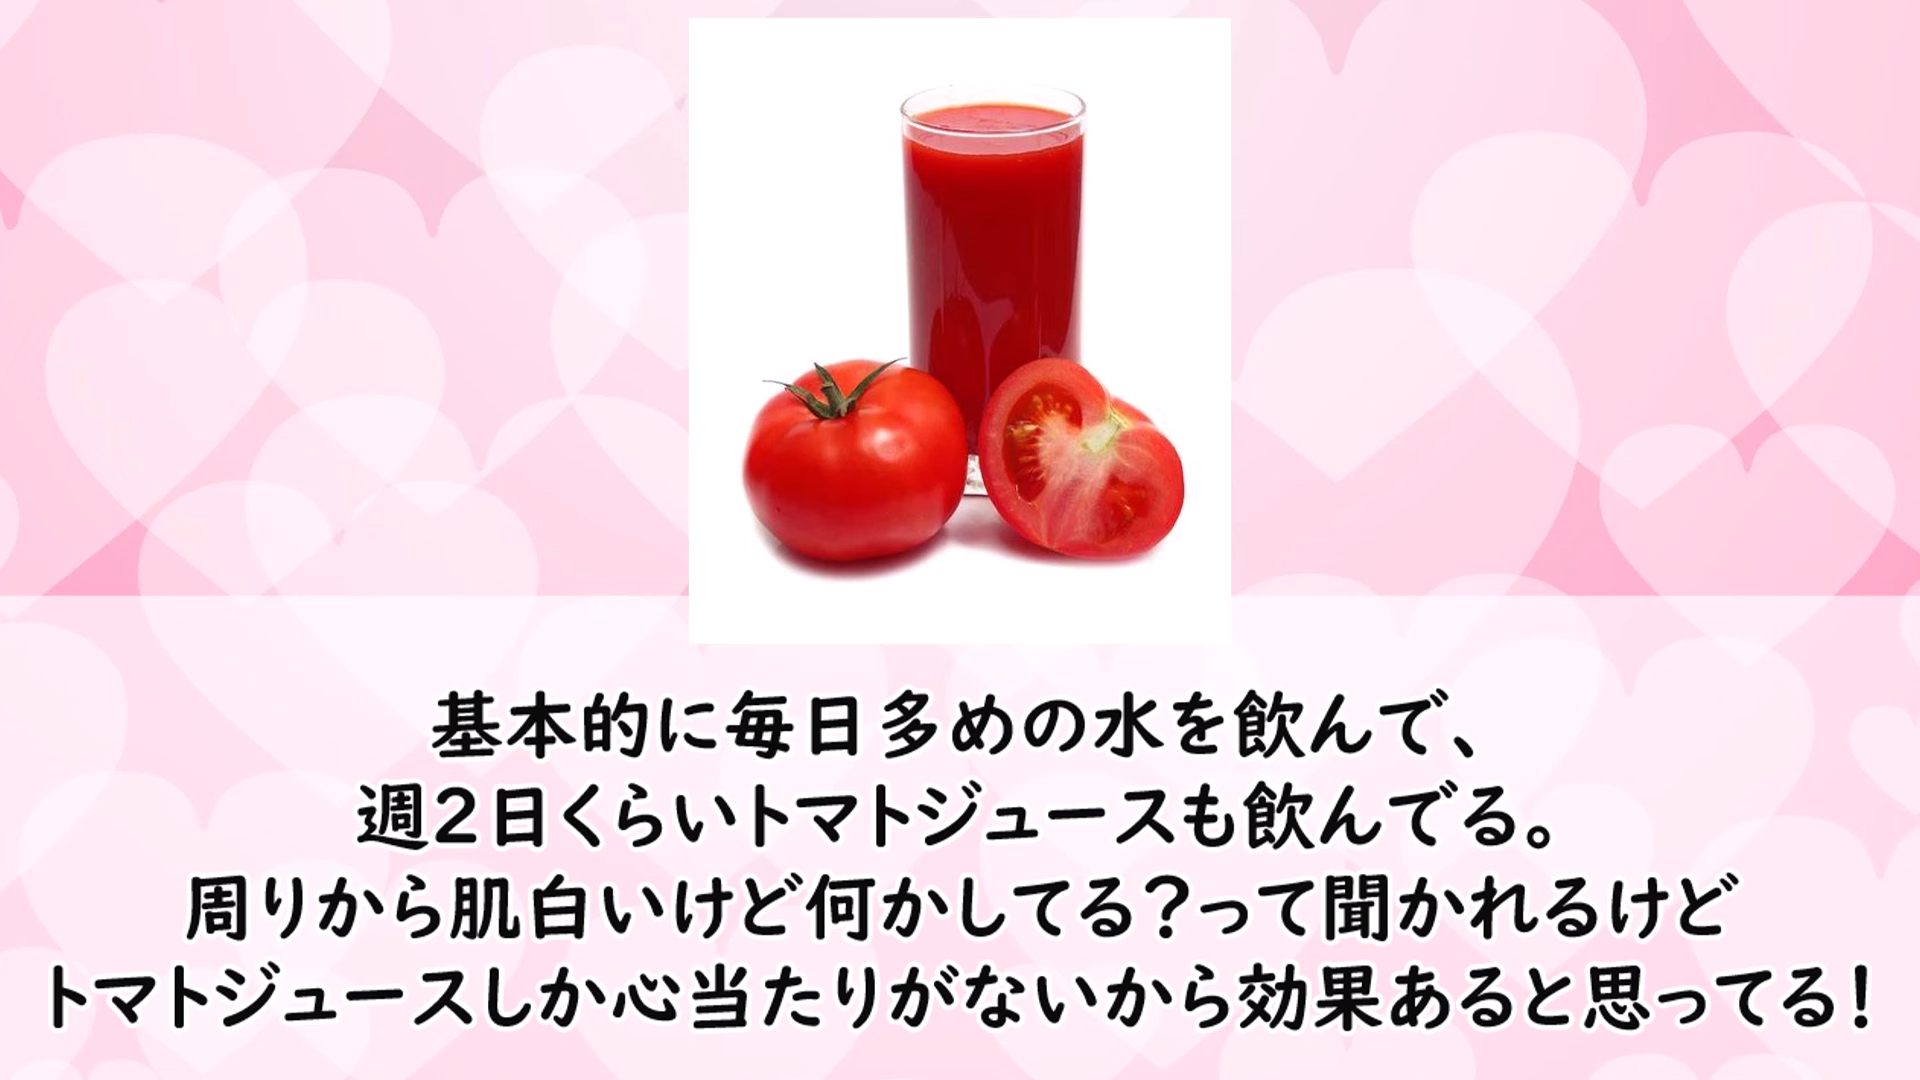 基本的に毎日多めの水を飲んで、
週2日くらいトマトジュースも飲んでる。
周りから肌白いけど何かしてる？って聞かれるけど
トマトジュースしか心当たりがないから効果あると思ってる！